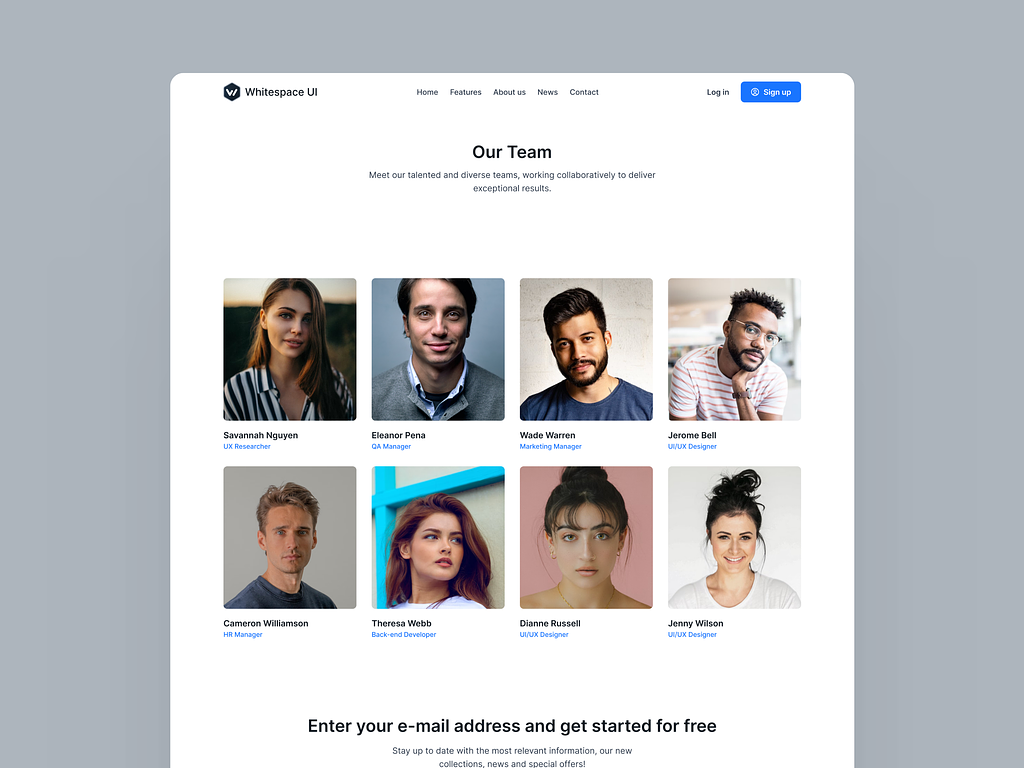 Whitespace UI
Home Features About us News Contact
Log in
Sign up
Our Team
Meet our talented and diverse teams, working collaboratively to deliver
exceptional results.
Savannah Nguyen
UX Researcher
Eleanor Pena
QA Manager
Wade Warren
Marketing Manager
Jerome Bell
UI/UX Designer
Cameron Williamson
HR Manager
Theresa Webb
Back-end Developer
Dianne Russell
UI/UX Designer
Jenny Wilson
UI/UX Designer
Enter your e-mail address and get started for free
Stay up to date with the most relevant information, our new
collections, news and special offers!